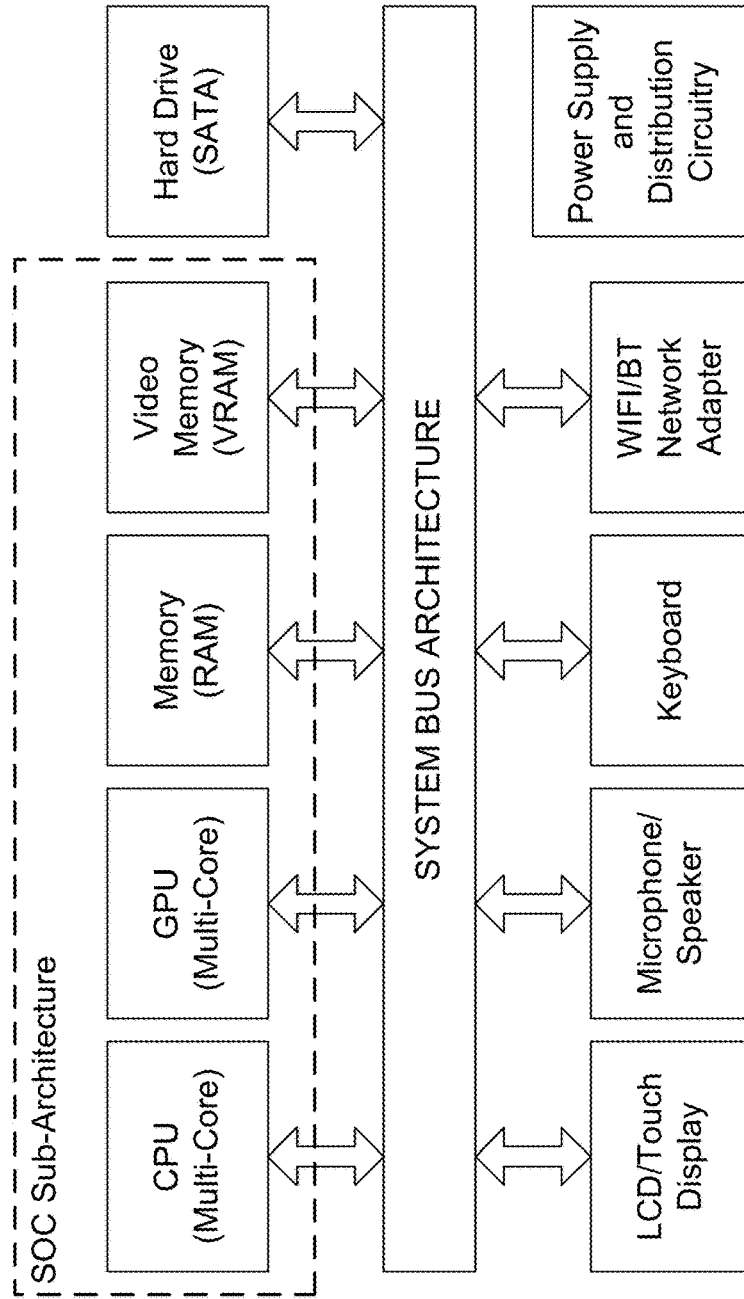 SOC Sub-Architecture
CPU
(Multi-Core)
GPU
(Multi-Core)
Memory
(RAM)
Video
Memory
(VRAM)
Hard Drive
(SATA)
SYSTEM BUS ARCHITECTURE
LCD/Touch
Display
Microphone/
Speaker
Keyboard
WIFI/BT
Network
Adapter
Power Supply
and
Distribution
Circuitry